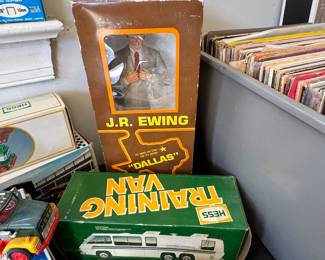 J.R. EWING
"DALLAS"
TRAINING
VAN
HESS